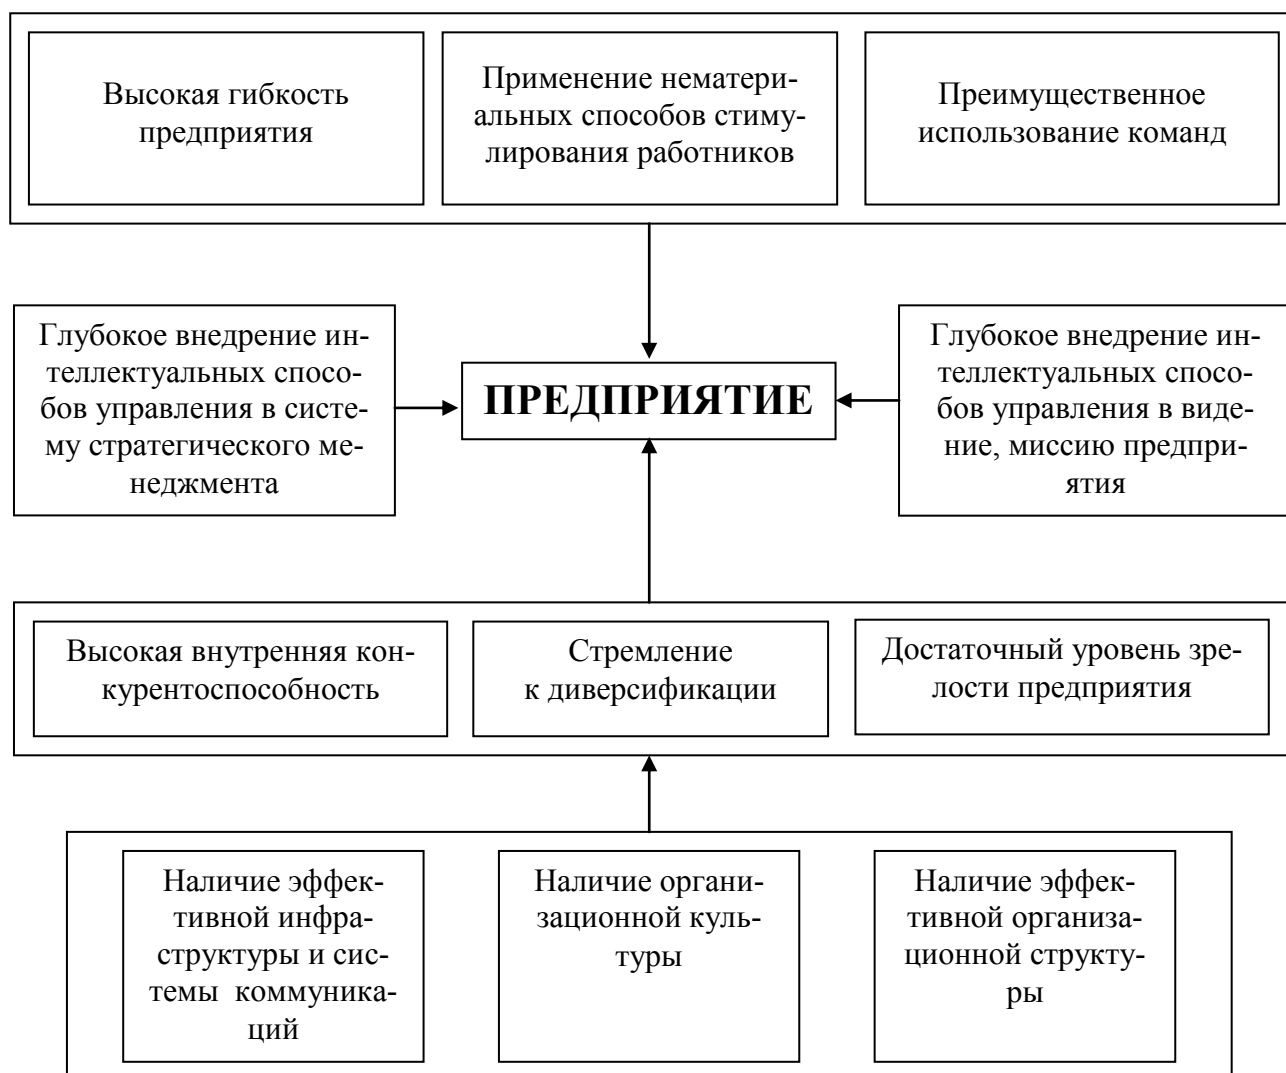 Высокая гибкость
предприятия
Применение нематери-
альных способов стиму-
лирования работников
Преимущественное
использование команд
Глубокое внедрение ин-
теллектуальных спосо-
бов управления в систе-
му стратегического ме-
неджмента
ПРЕДПРИЯТИЕ
Глубокое внедрение ин-
теллектуальных спосо-
бов управления в виде-
ние, миссию предпри-
ятия
Высокая внутренняя кон-
курентоспособность
Стремление
к диверсификации
Достаточный уровень зре-
лости предприятия
Наличие эффек-
тивной инфра-
структуры и сис-
темы коммуника-
ций
Наличие органи-
зационной куль-
туры
Наличие эффек-
тивной организа-
ционной структу-
ры